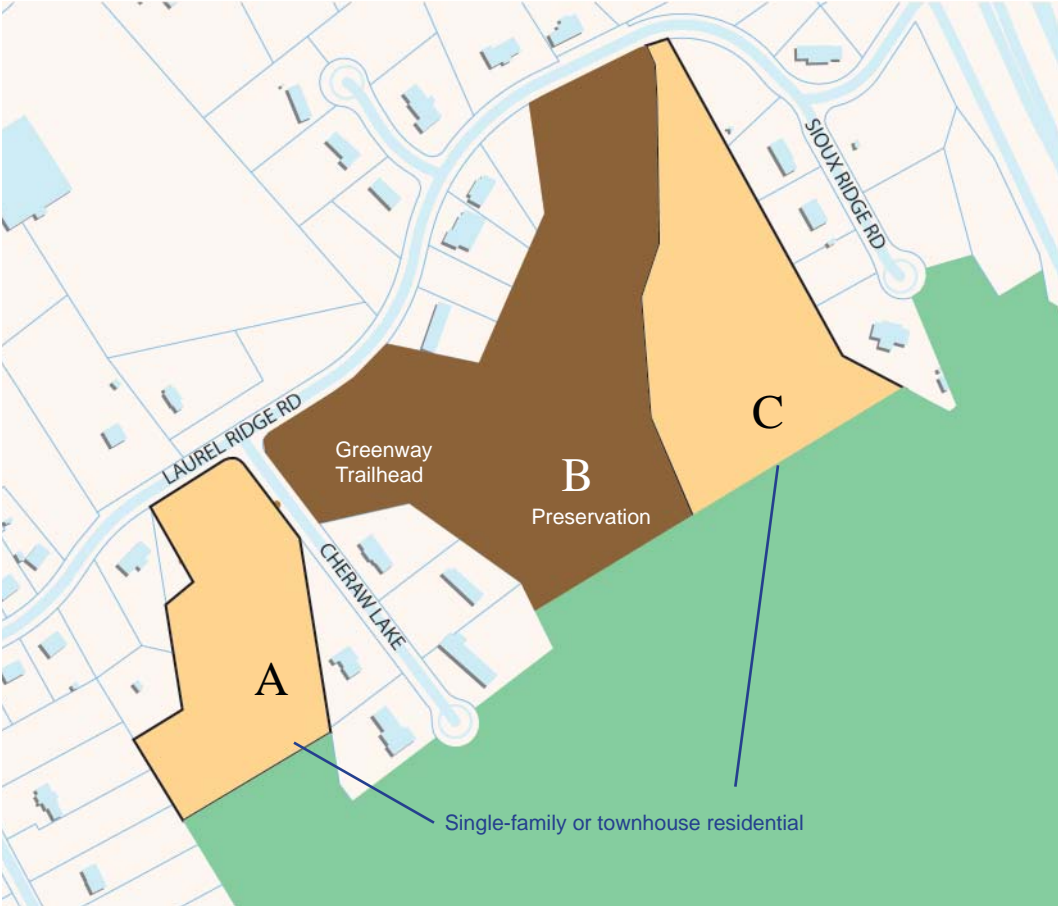 SIOUX RIDGE RD
LAUREL RIDGE RD
C
Greenway
Trailhead
B
Preservation
CHERAW LAKE
A
Single-family or townhouse residential